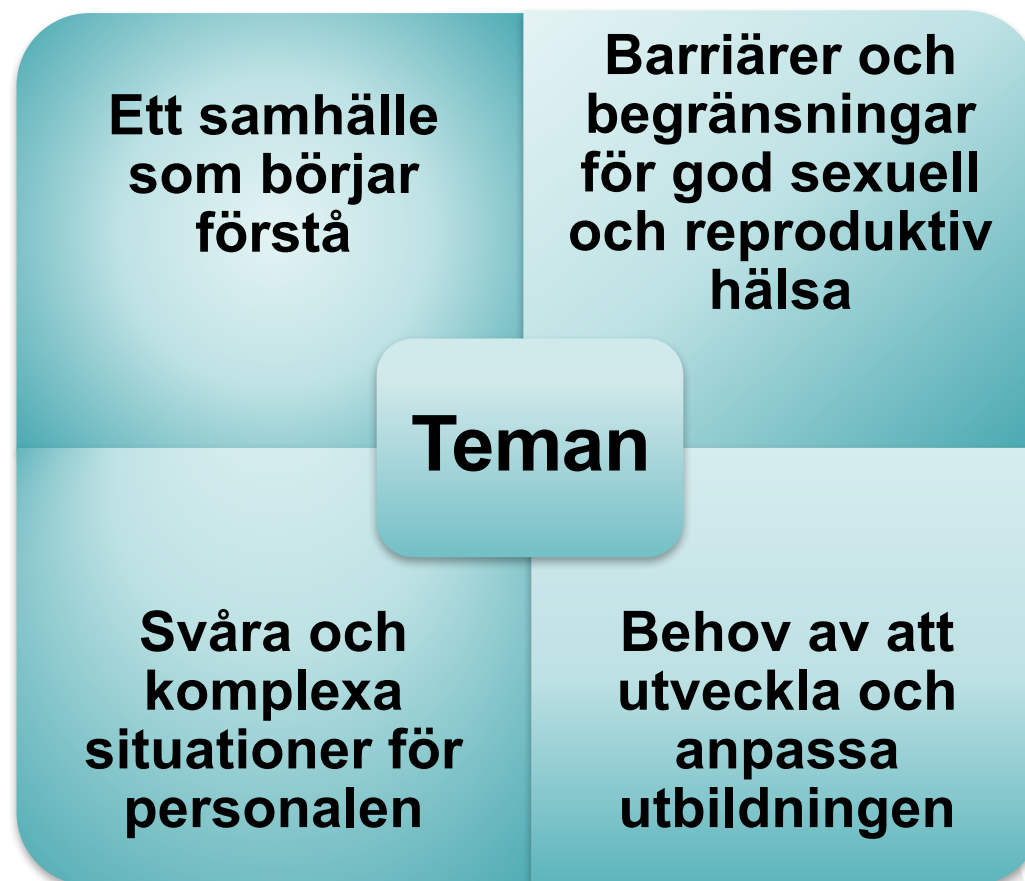 Ett samhälle
som börjar
förstå
Barriärer och
begränsningar
för god sexuell
och reproduktiv
hälsa
Teman
Svåra och
komplexa
situationer för
personalen
Behov av att
utveckla och
anpassa
utbildningen